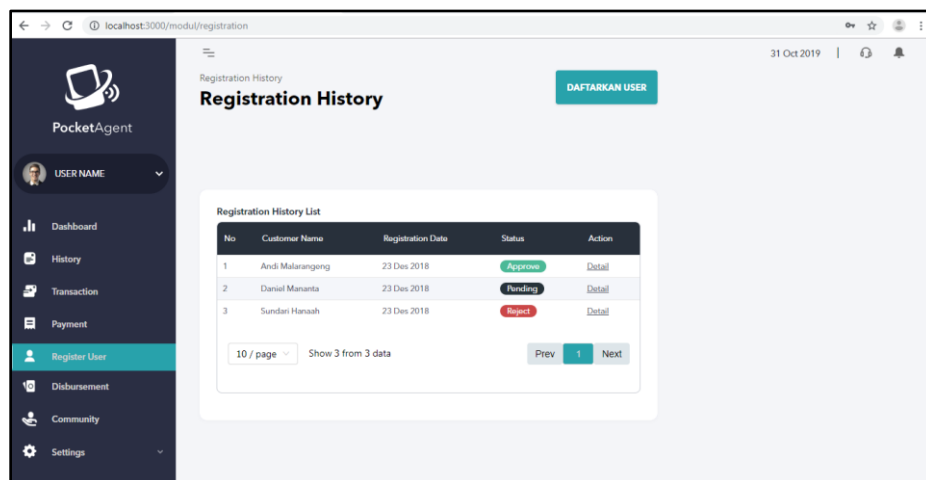 localhost:3000/modul/registration
31 Oct 2019
Registration History
Registration History
DAFTARKAN USER
PocketAgent
USER NAME
Dashboard
History
Transaction
Payment
Register User
Disbursement
Community
Settings
Registration History List
No Customer Name Registration Date Status Action
1 Andi Malarangeng 23 Des 2018 Approve Detail
2 Daniel Mananta 23 Des 2018 Pending Detail
3 Sundari Hanaah 23 Des 2018 Reject Detail
10 / page Show 3 from 3 data Prev 1 Next